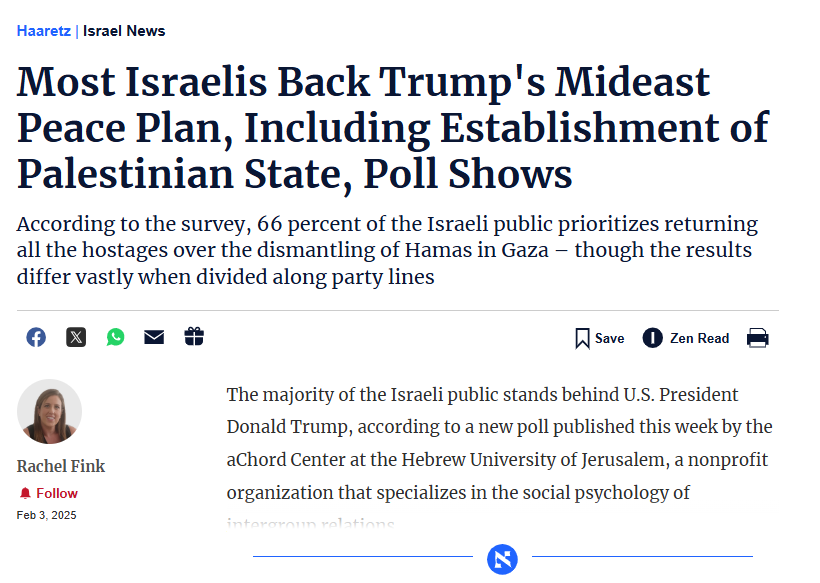 Haaretz | Israel News
Most Israelis Back Trump's Mideast
Peace Plan, Including Establishment of
Palestinian State, Poll Shows
According to the survey, 66 percent of the Israeli public prioritizes returning
all the hostages over the dismantling of Hamas in Gaza – though the results
differ vastly when divided along party lines
Save
Zen Read
Rachel Fink
Follow
Feb 3, 2025
The majority of the Israeli public stands behind U.S. President
Donald Trump, according to a new poll published this week by the
aChord Center at the Hebrew University of Jerusalem, a nonprofit
organization that specializes in the social psychology of
intergroup relations.